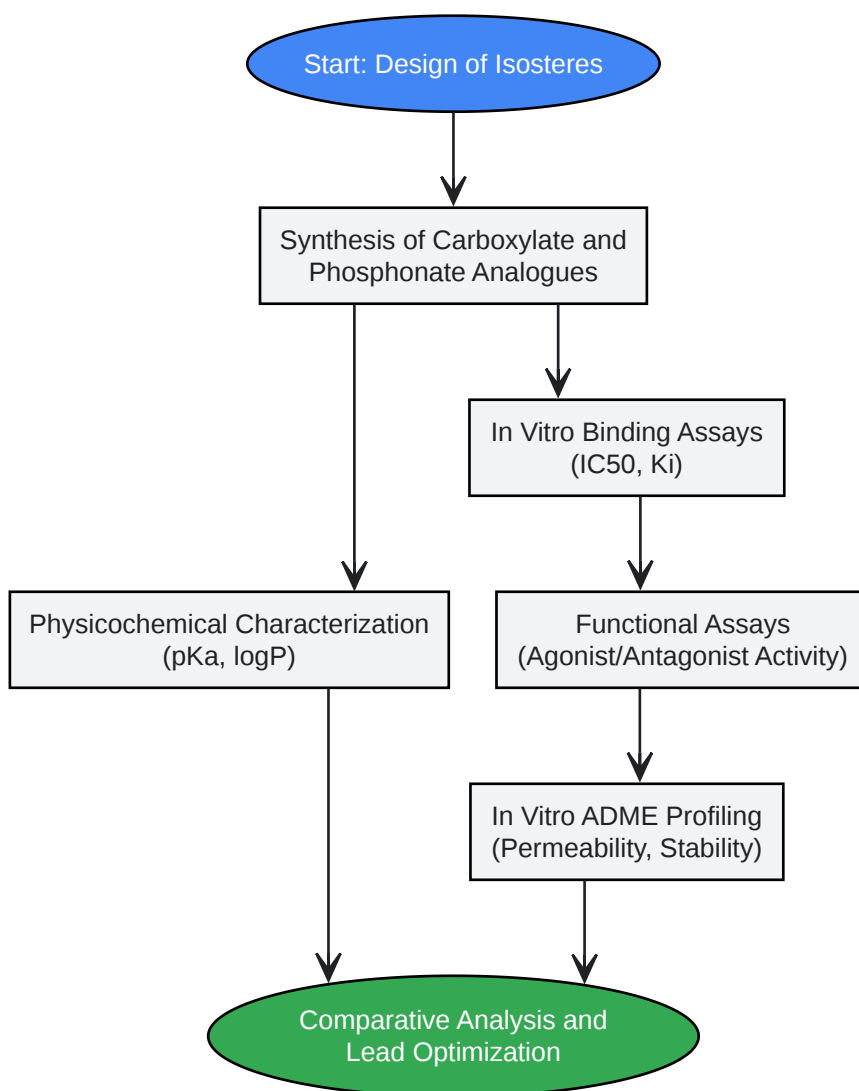 Start: Design of Isosteres
Synthesis of Carboxylate and
Phosphonate Analogues
In Vitro Binding Assays
(IC50, Ki)
Physicochemical Characterization
(pKa, logP)
Functional Assays
(Agonist/Antagonist Activity)
In Vitro ADME Profiling
(Permeability, Stability)
Comparative Analysis and
Lead Optimization